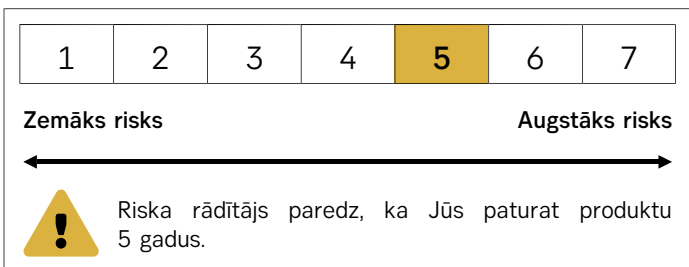 1 2 3 4 5 6 7
Zemāks risks Augstāks risks
Riska rādītājs paredz, ka Jūs paturat produktu
5 gadus.